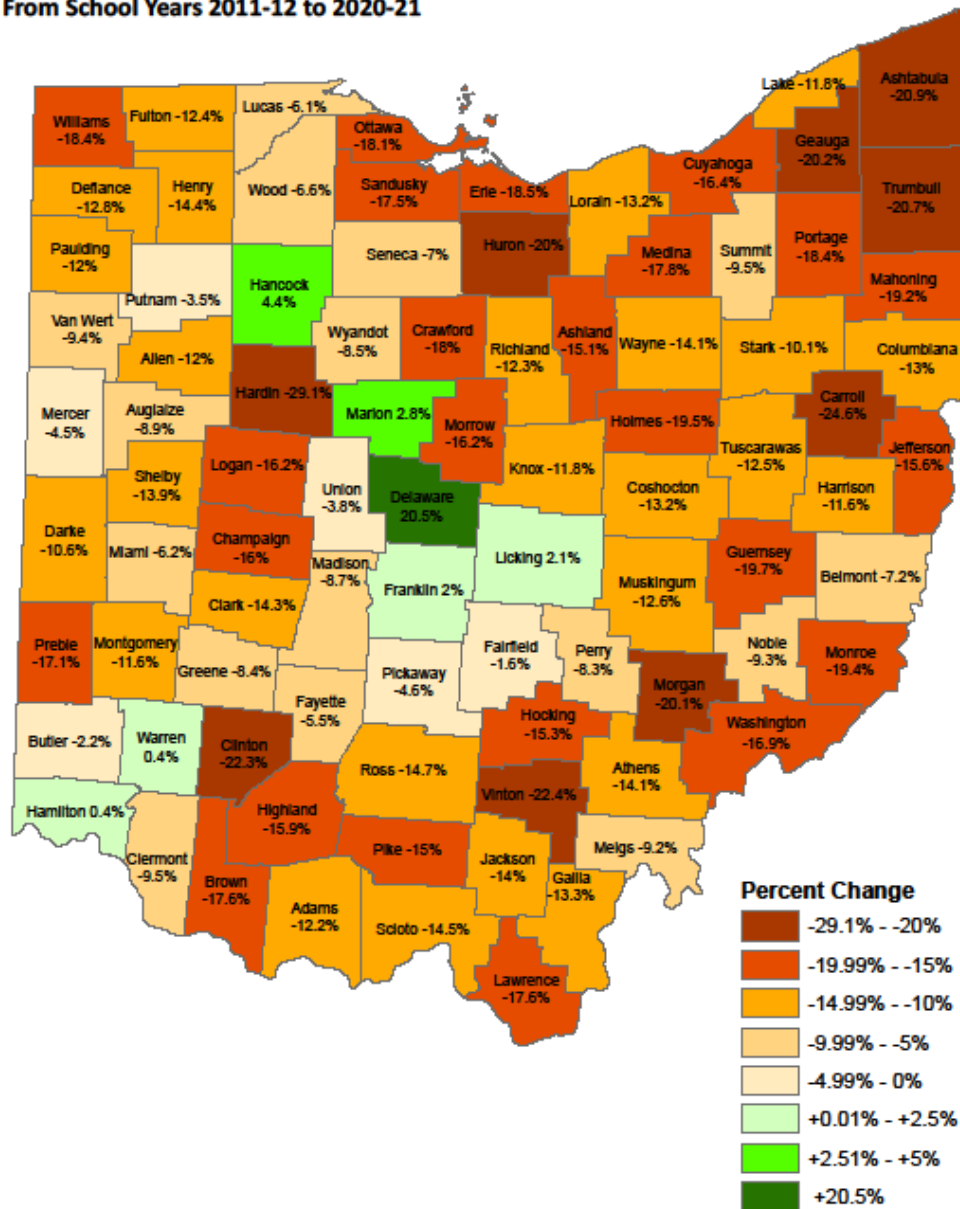 From School Years 2011-12 to 2020-21
Lake -11.8%
Ashtabula
-20.9%
Williams
-18.4%
Fulton -12.4%
Lucas -6.1%
Ottawa
-18.1%
Geauga
-20.2%
Cuyahoga
-16.4%
Trumbull
-20.7%
Defiance
-12.8%
Henry
-14.4%
Wood -6.6%
Sandusky
-17.5%
Erie -18.5%
Lorain -13.2%
Paulding
-12%
Seneca -7%
Huron -20%
Medina
-17.8%
Summit
-9.5%
Portage
-18.4%
Mahoning
-19.2%
Putnam -3.5%
Hancock
4.4%
Van Wert
-9.4%
Allen -12%
Wyandot
-8.5%
Crawford
-18%
Richland
-12.3%
Ashland
-15.1%
Wayne -14.1%
Stark -10.1%
Columbiana
-13%
Hardin -29.1%
Mercer
-4.5%
Auglaize
-8.9%
Marion 2.8%
Morrow
-16.2%
Holmes -19.5%
Carroll
-24.6%
Tuscarawas
-12.5%
Jefferson
-15.6%
Logan -16.2%
Shelby
-13.9%
Union
-3.8%
Delaware
20.5%
Knox -11.8%
Coshocton
-13.2%
Harrison
-11.6%
Darke
-10.6%
Miami -6.2%
Champaign
-16%
Madison
-8.7%
Franklin 2%
Licking 2.1%
Muskingum
-12.6%
Guernsey
-19.7%
Belmont -7.2%
Clark -14.3%
Preble
-17.1%
Montgomery
-11.6%
Greene -8.4%
Fayette
-5.5%
Pickaway
-4.6%
Fairfield
-1.6%
Perry
-8.3%
Morgan
-20.1%
Noble
-9.3%
Monroe
-19.4%
Butler -2.2%
Warren
0.4%
Clinton
-22.3%
Ross -14.7%
Hocking
-15.3%
Athens
-14.1%
Washington
-16.9%
Hamilton 0.4%
Clermont
-9.5%
Highland
-15.9%
Vinton -22.4%
Pike -15%
Jackson
-14%
Meigs -9.2%
Gallia
-13.3%
Brown
-17.6%
Adams
-12.2%
Scioto -14.5%
Lawrence
-17.6%
Percent Change
-29.1% - -20%
-19.99% - -15%
-14.99% - -10%
-9.99% - -5%
-4.99% - 0%
+0.01% - +2.5%
+2.51% - +5%
+20.5%